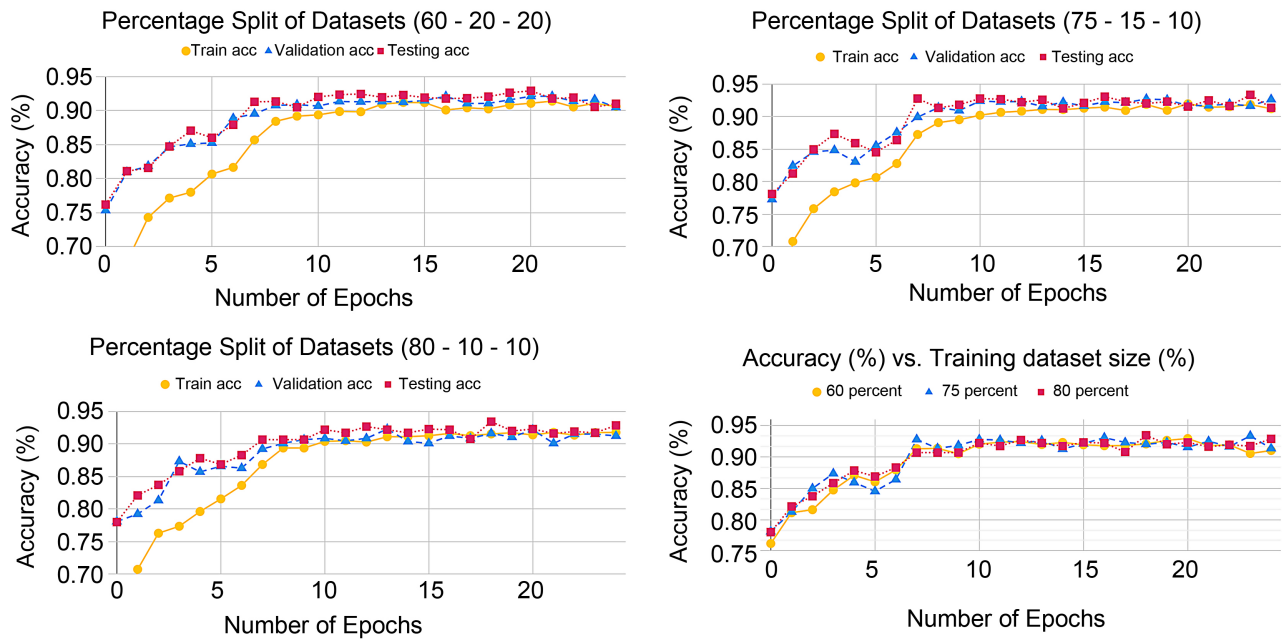 Percentage Split of Datasets (60 - 20 - 20)
Train acc Validation acc Testing acc
Accuracy (%)
0.95
0.90
0.85
0.80
0.75
0.70
0 5 10 15 20
Number of Epochs
Percentage Split of Datasets (75 - 15 - 10)
Train acc Validation acc Testing acc
Accuracy (%)
0.95
0.90
0.85
0.80
0.75
0.70
0 5 10 15 20
Number of Epochs
Percentage Split of Datasets (80 - 10 - 10)
Train acc Validation acc Testing acc
Accuracy (%)
0.95
0.90
0.85
0.80
0.75
0.70
0 5 10 15 20
Number of Epochs
Accuracy (%) vs. Training dataset size (%)
60 percent 75 percent 80 percent
Accuracy (%)
0.95
0.90
0.85
0.80
0.75
0 5 10 15 20
Number of Epochs